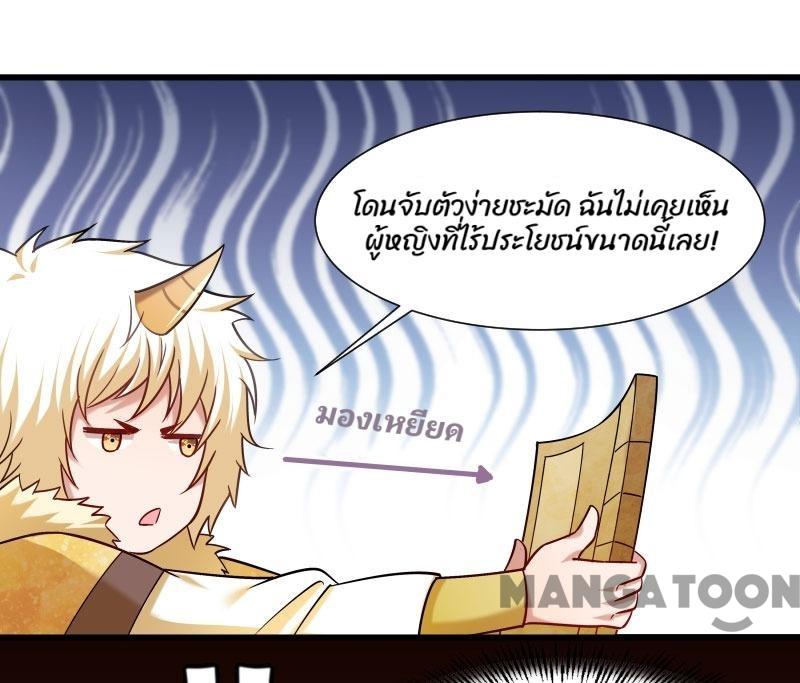 โดนจับตัวง่ายชะมัด ฉันไม่เคยเห็น
ผู้หญิงที่ไร้ประโยชน์ขนาดนี้เลย!
มองเหยียด
MANGATOON